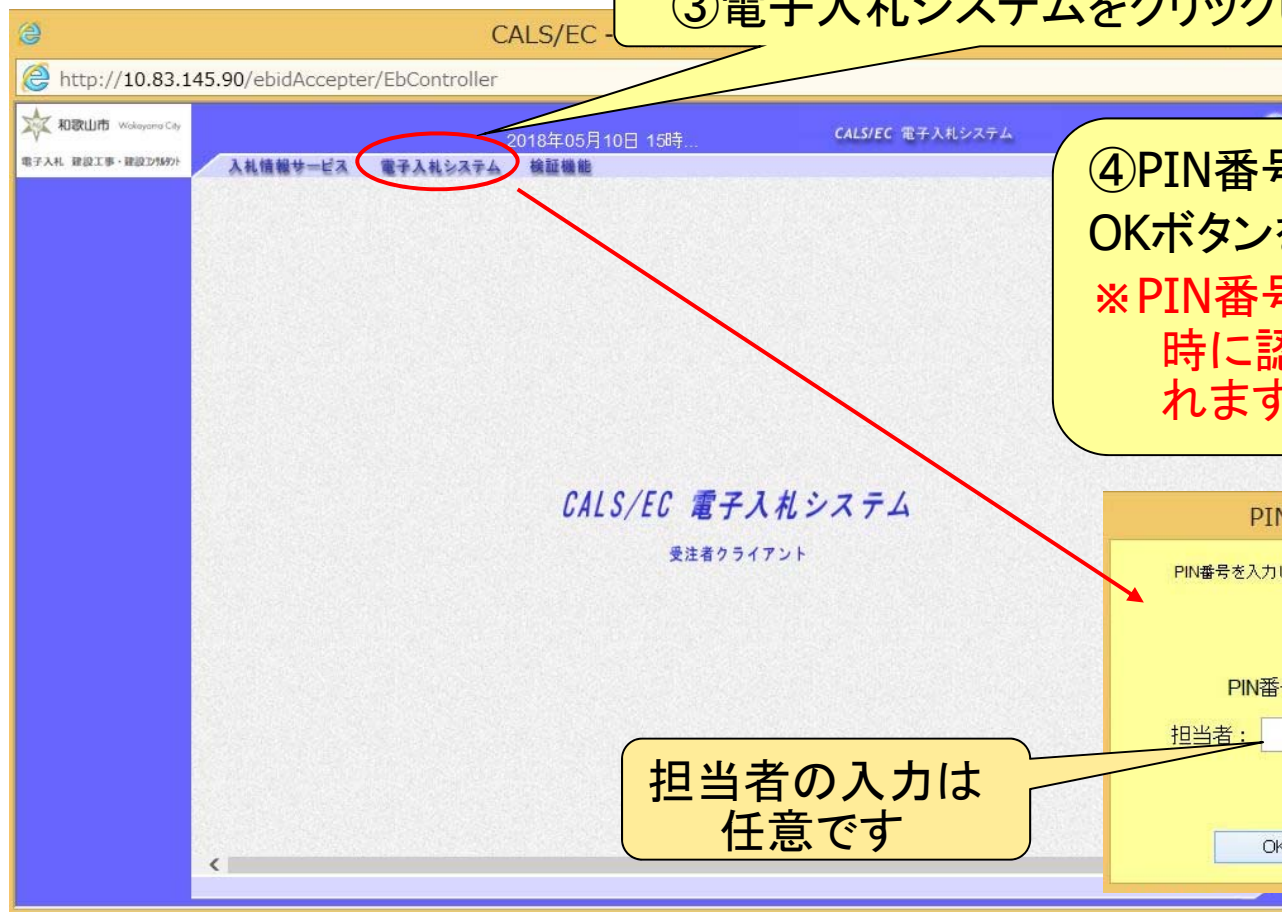 ③電子入札システムをクリック
CALS/EC -
http://10.83.145.90/ebidAccepter/EbController
和歌山市 Wakayama City
電子入札 建設工事・建設コンサルタント
2018年05月10日 15時...
CALS/EC 電子入札システム
入札情報サービス 電子入札システム 検証機能
④PIN番号
OKボタン
※PIN番号
時に認
れます
CALS/EC 電子入札システム
受注者クライアント
PIN
PIN番号を入力
PIN番
担当者：
担当者の入力は
任意です
OK